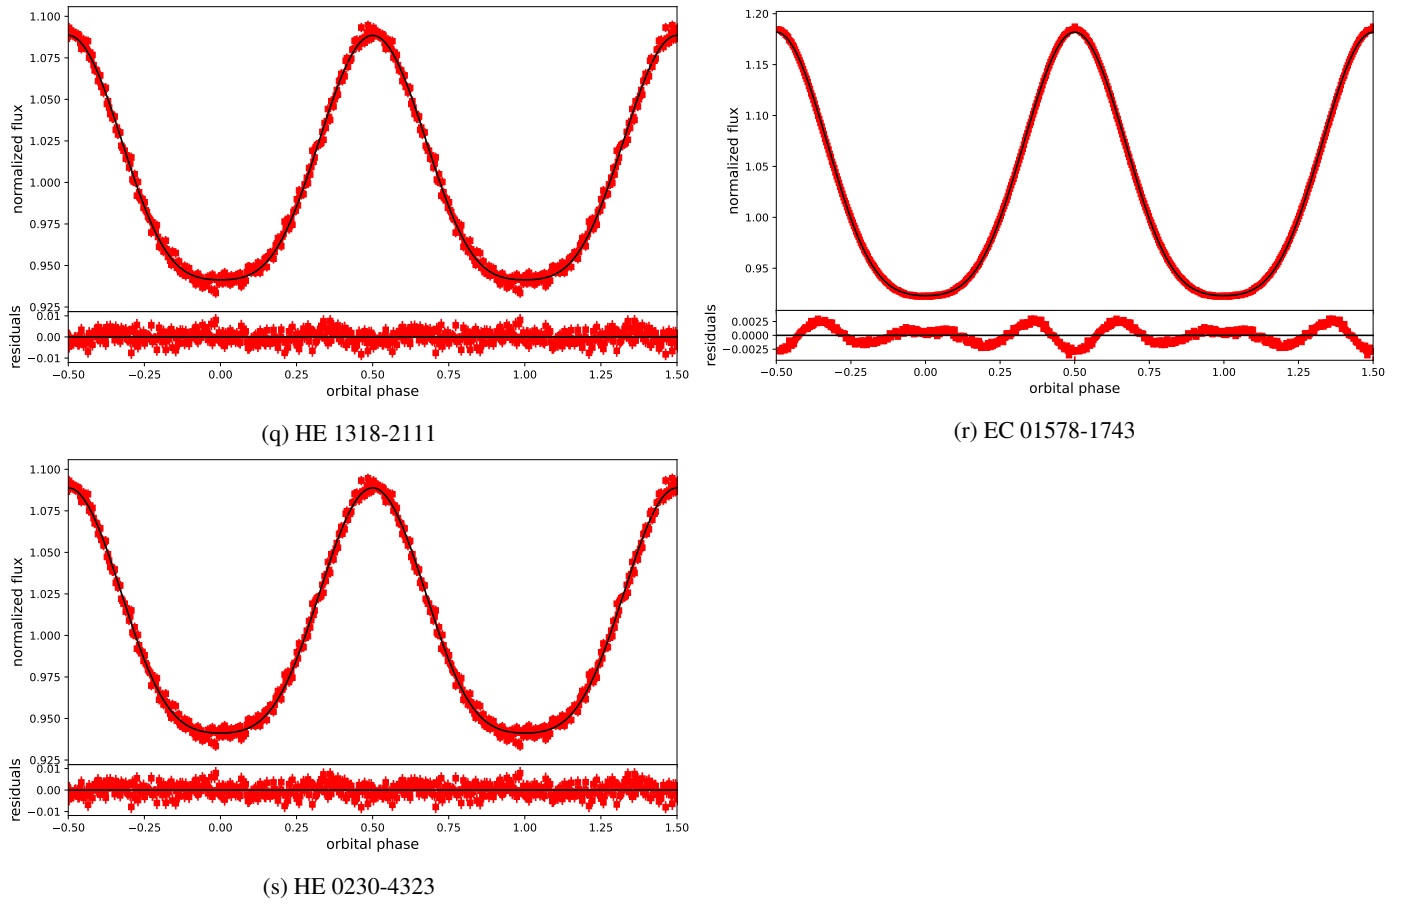 1.100
1.075
1.050
1.025
1.000
0.975
0.950
0.925
normalized flux
0.01
0.00
−0.01
residuals
−0.50 −0.25 0.00 0.25 0.50 0.75 1.00 1.25 1.50
orbital phase
(q) HE 1318-2111
1.20
1.15
1.10
1.05
1.00
0.95
normalized flux
0.0025
0.0000
−0.0025
residuals
−0.50 −0.25 0.00 0.25 0.50 0.75 1.00 1.25 1.50
orbital phase
(r) EC 01578-1743
1.100
1.075
1.050
1.025
1.000
0.975
0.950
0.925
normalized flux
0.01
0.00
−0.01
residuals
−0.50 −0.25 0.00 0.25 0.50 0.75 1.00 1.25 1.50
orbital phase
(s) HE 0230-4323